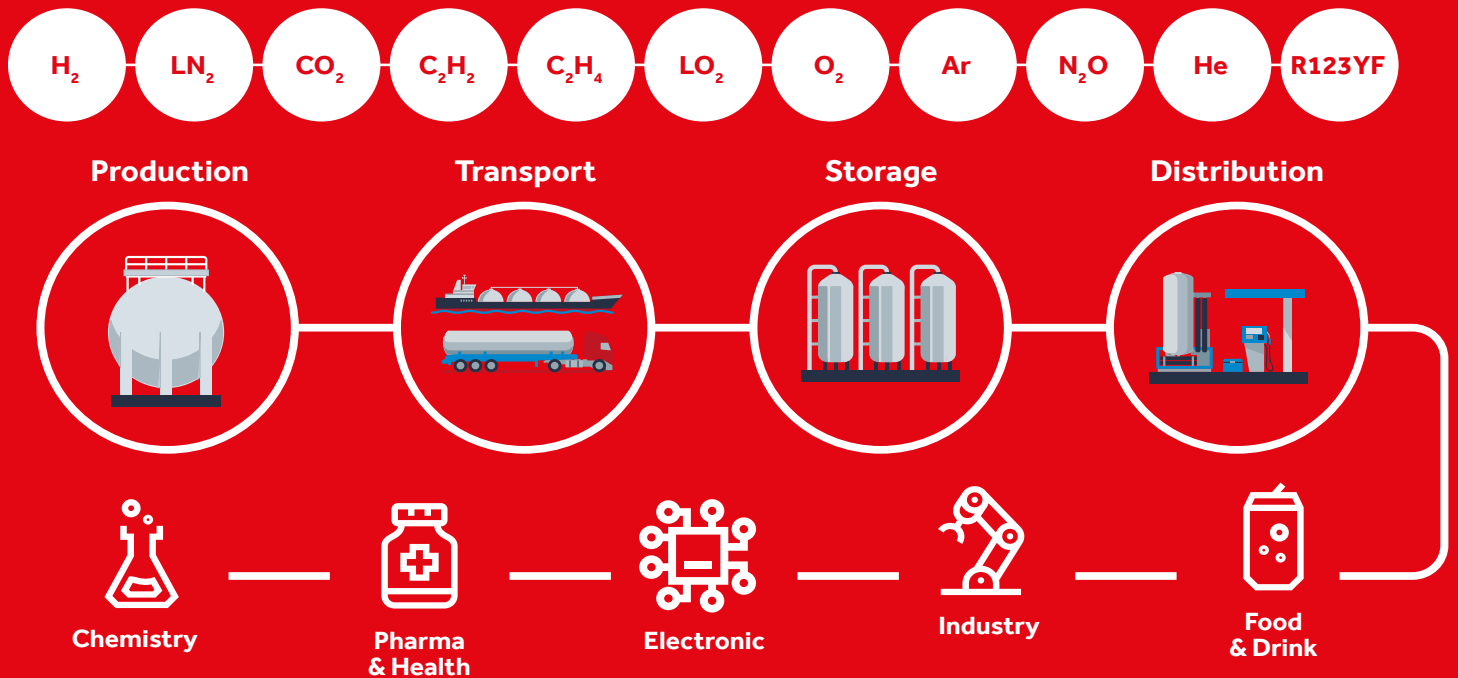 H₂ LN₂ CO₂ C₂H₂ C₂H₄ LO₂ O₂ Ar N₂O He R123YF
Production Transport Storage Distribution
Chemistry
Pharma
& Health
Electronic
Industry
Food
& Drink